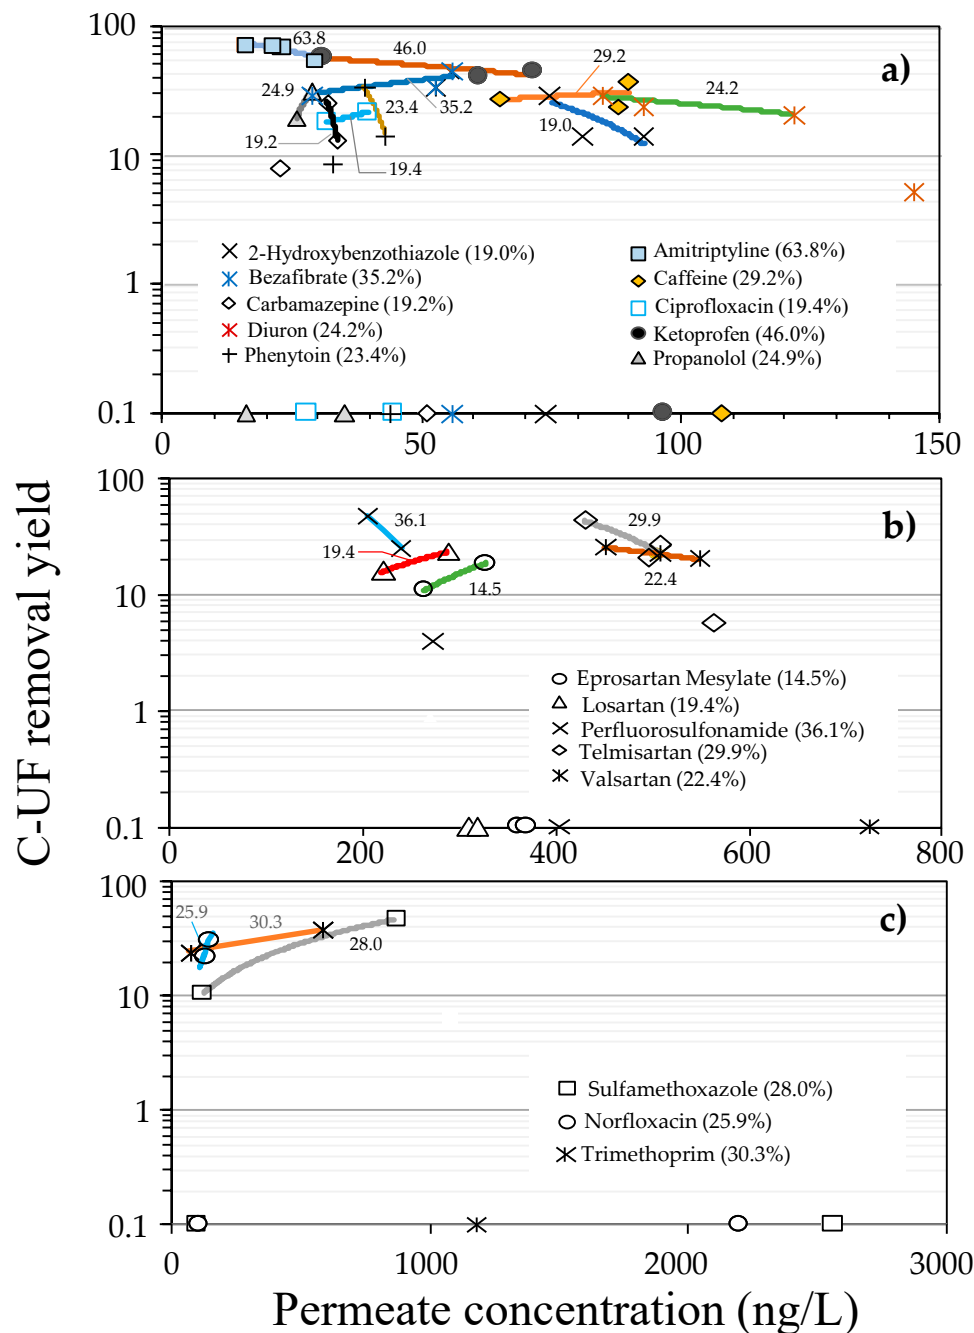 C-UF removal yield
100
10
1
0.1
0
50
100
150
a)
63.8
46.0
29.2
24.2
24.9
23.4
35.2
19.0
19.2
19.4
2-Hydroxybenzothiazole (19.0%)
Bezafibrate (35.2%)
Carbamazepine (19.2%)
Diuron (24.2%)
Phenytoin (23.4%)
Amitriptyline (63.8%)
Caffeine (29.2%)
Ciprofloxacin (19.4%)
Ketoprofen (46.0%)
Propanolol (24.9%)
100
10
1
0.1
0
200
400
600
800
b)
36.1
19.4
14.5
29.9
22.4
Eprosartan Mesylate (14.5%)
Losartan (19.4%)
Perfluorosulfonamide (36.1%)
Telmisartan (29.9%)
Valsartan (22.4%)
100
10
1
0.1
0
1000
2000
3000
c)
25.9
30.3
28.0
Sulfamethoxazole (28.0%)
Norfloxacin (25.9%)
Trimethoprim (30.3%)
Permeate concentration (ng/L)